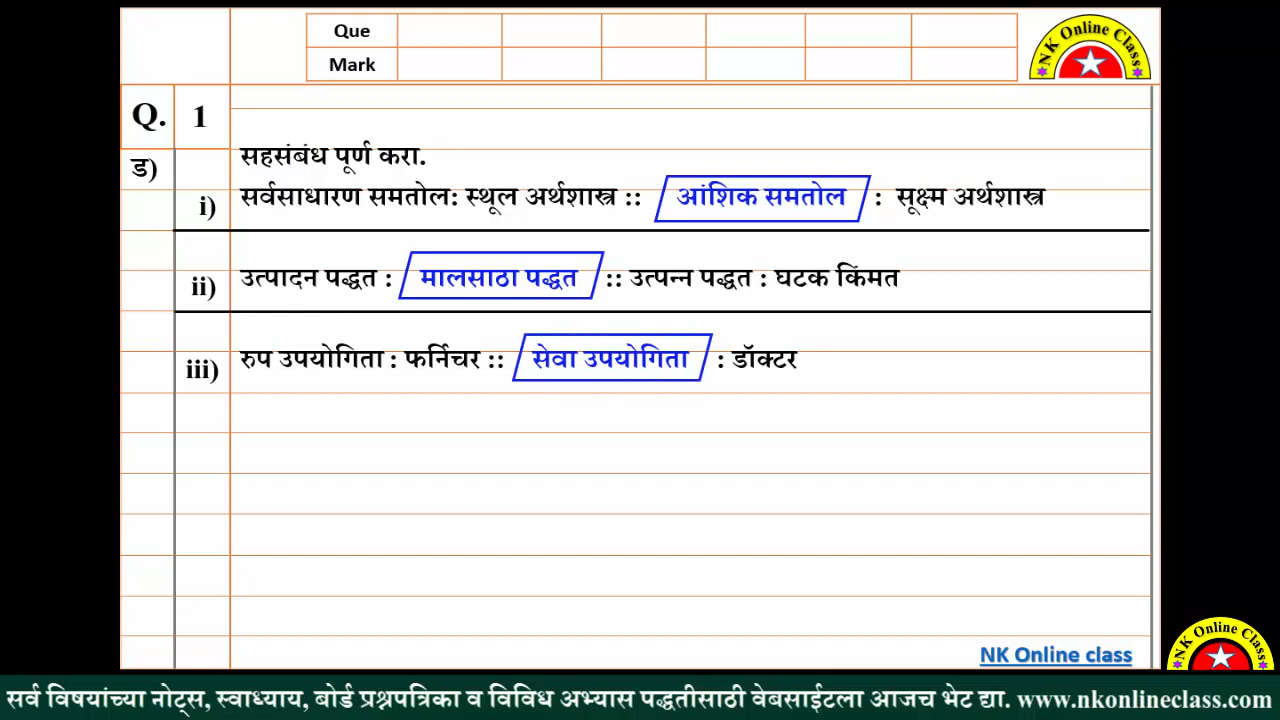 Que
Mark
NK Online Class
Q. 1
ड) सहसंबंध पूर्ण करा.
i) सर्वसाधारण समतोल: स्थूल अर्थशास्त्र :: आंशिक समतोल : सूक्ष्म अर्थशास्त्र
ii) उत्पादन पद्धत : मालसाठा पद्धत :: उत्पन्न पद्धत : घटक किंमत
iii) रुप उपयोगिता : फर्निचर :: सेवा उपयोगिता : डॉक्टर
NK Online class
NK Online Class
सर्व विषयांच्या नोट्स, स्वाध्याय, बोर्ड प्रश्नपत्रिका व विविध अभ्यास पद्धतीसाठी वेबसाईटला आजच भेट द्या. www.nkonlineclass.com